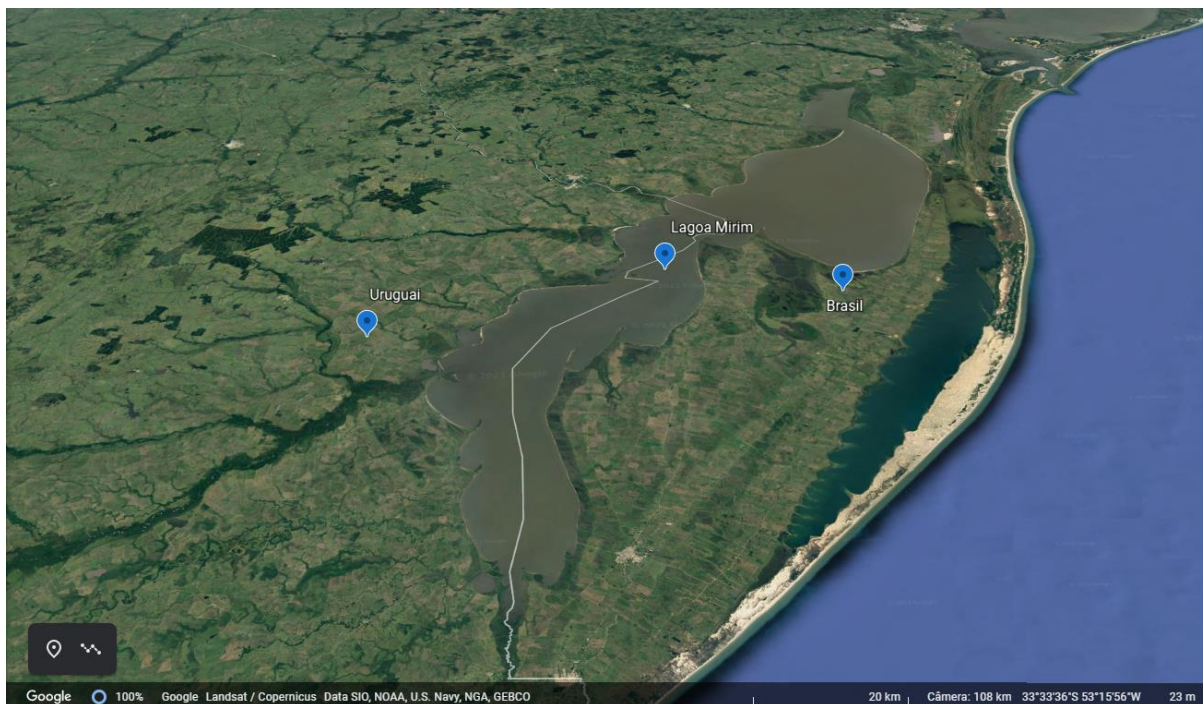 Lagoa Mirim
Uruguai
Brasil
Google 100% Google Landsat / Copernicus Data SIO, NOAA, U.S. Navy, NGA, GEBCO 20 km Câmera: 108 km 33°33'36"S 53°15'56"W 23 m